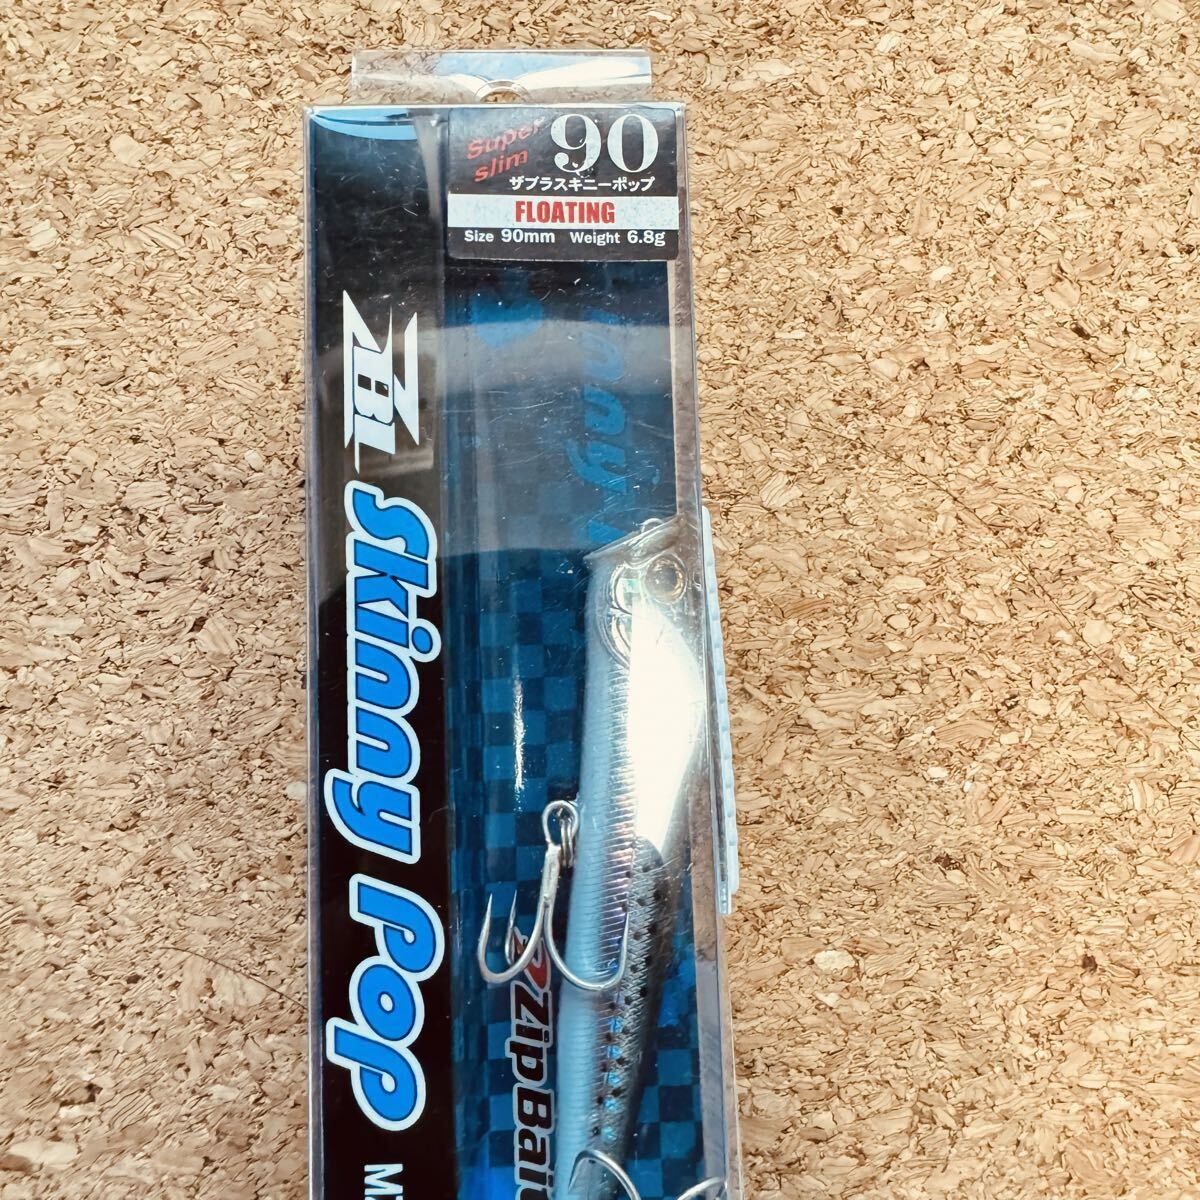 Super
slim
90
ザブラスキニーポップ
FLOATING
Size 90mm Weight 6.8g
ZBL
Skinny Pop
ZipBait